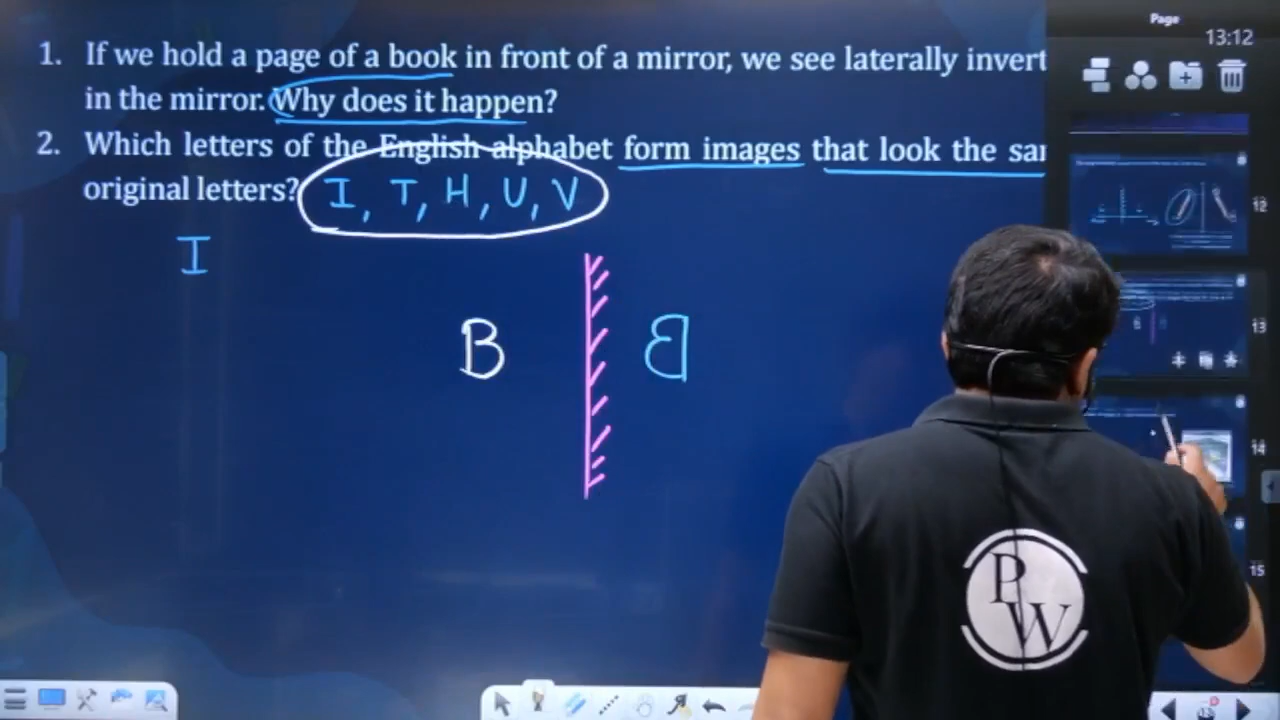 1. If we hold a page of a book in front of a mirror, we see laterally invert
in the mirror. Why does it happen?
2. Which letters of the English alphabet form images that look the sa
original letters? I, T, H, U, V
I
B
B
Page
13:12
12
13
14
15
PW